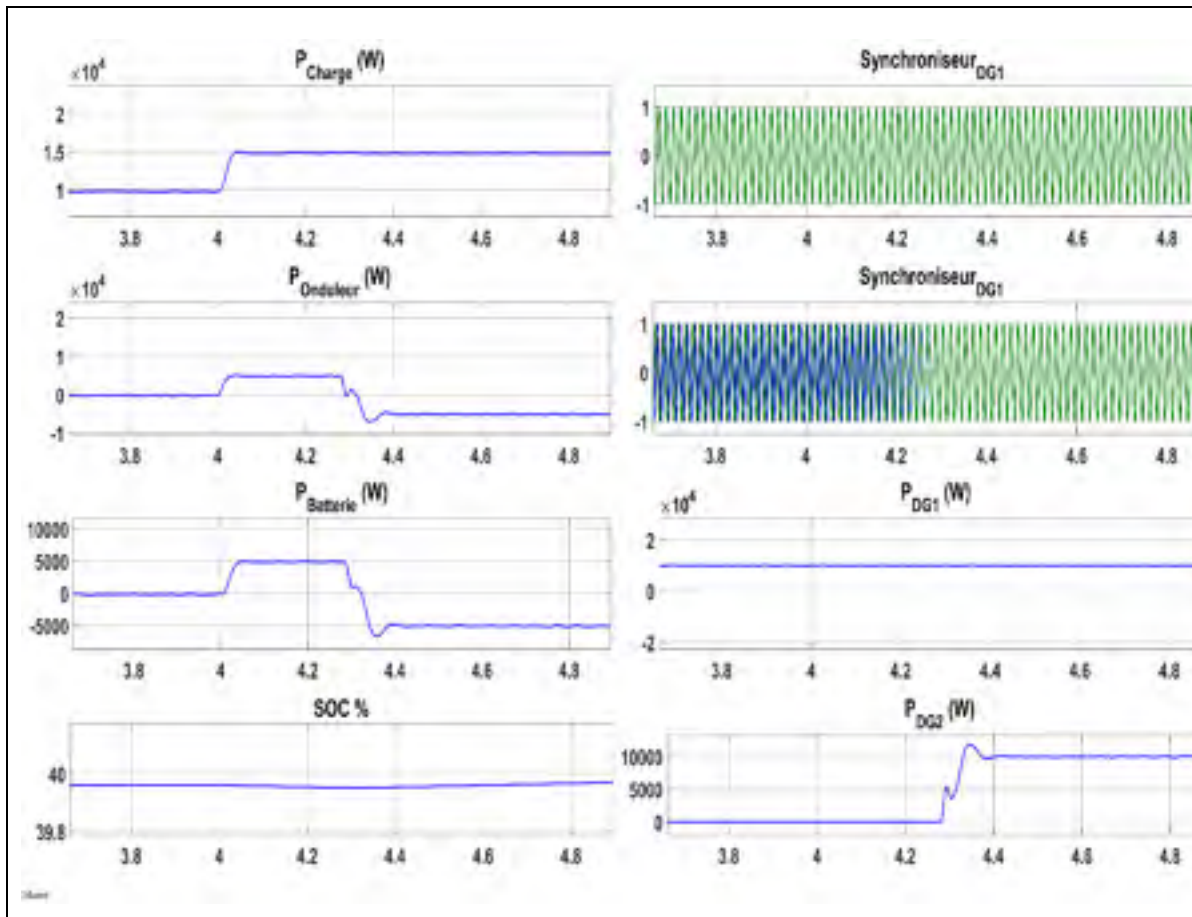 P_Charge (W)
×10^4
2
1.5
1
3.8 4 4.2 4.4 4.6 4.8
Synchroniseur_DG1
1
0
-1
3.8 4 4.2 4.4 4.6 4.8
P_Onduleur (W)
×10^4
2
1
0
-1
3.8 4 4.2 4.4 4.6 4.8
Synchroniseur_DG1
1
0
-1
3.8 4 4.2 4.4 4.6 4.8
P_Batterie (W)
10000
5000
0
-5000
3.8 4 4.2 4.4 4.6 4.8
P_DG1 (W)
×10^4
2
0
-2
3.8 4 4.2 4.4 4.6 4.8
SOC %
40
39.8
3.8 4 4.2 4.4 4.6 4.8
P_DG2 (W)
10000
5000
0
3.8 4 4.2 4.4 4.6 4.8